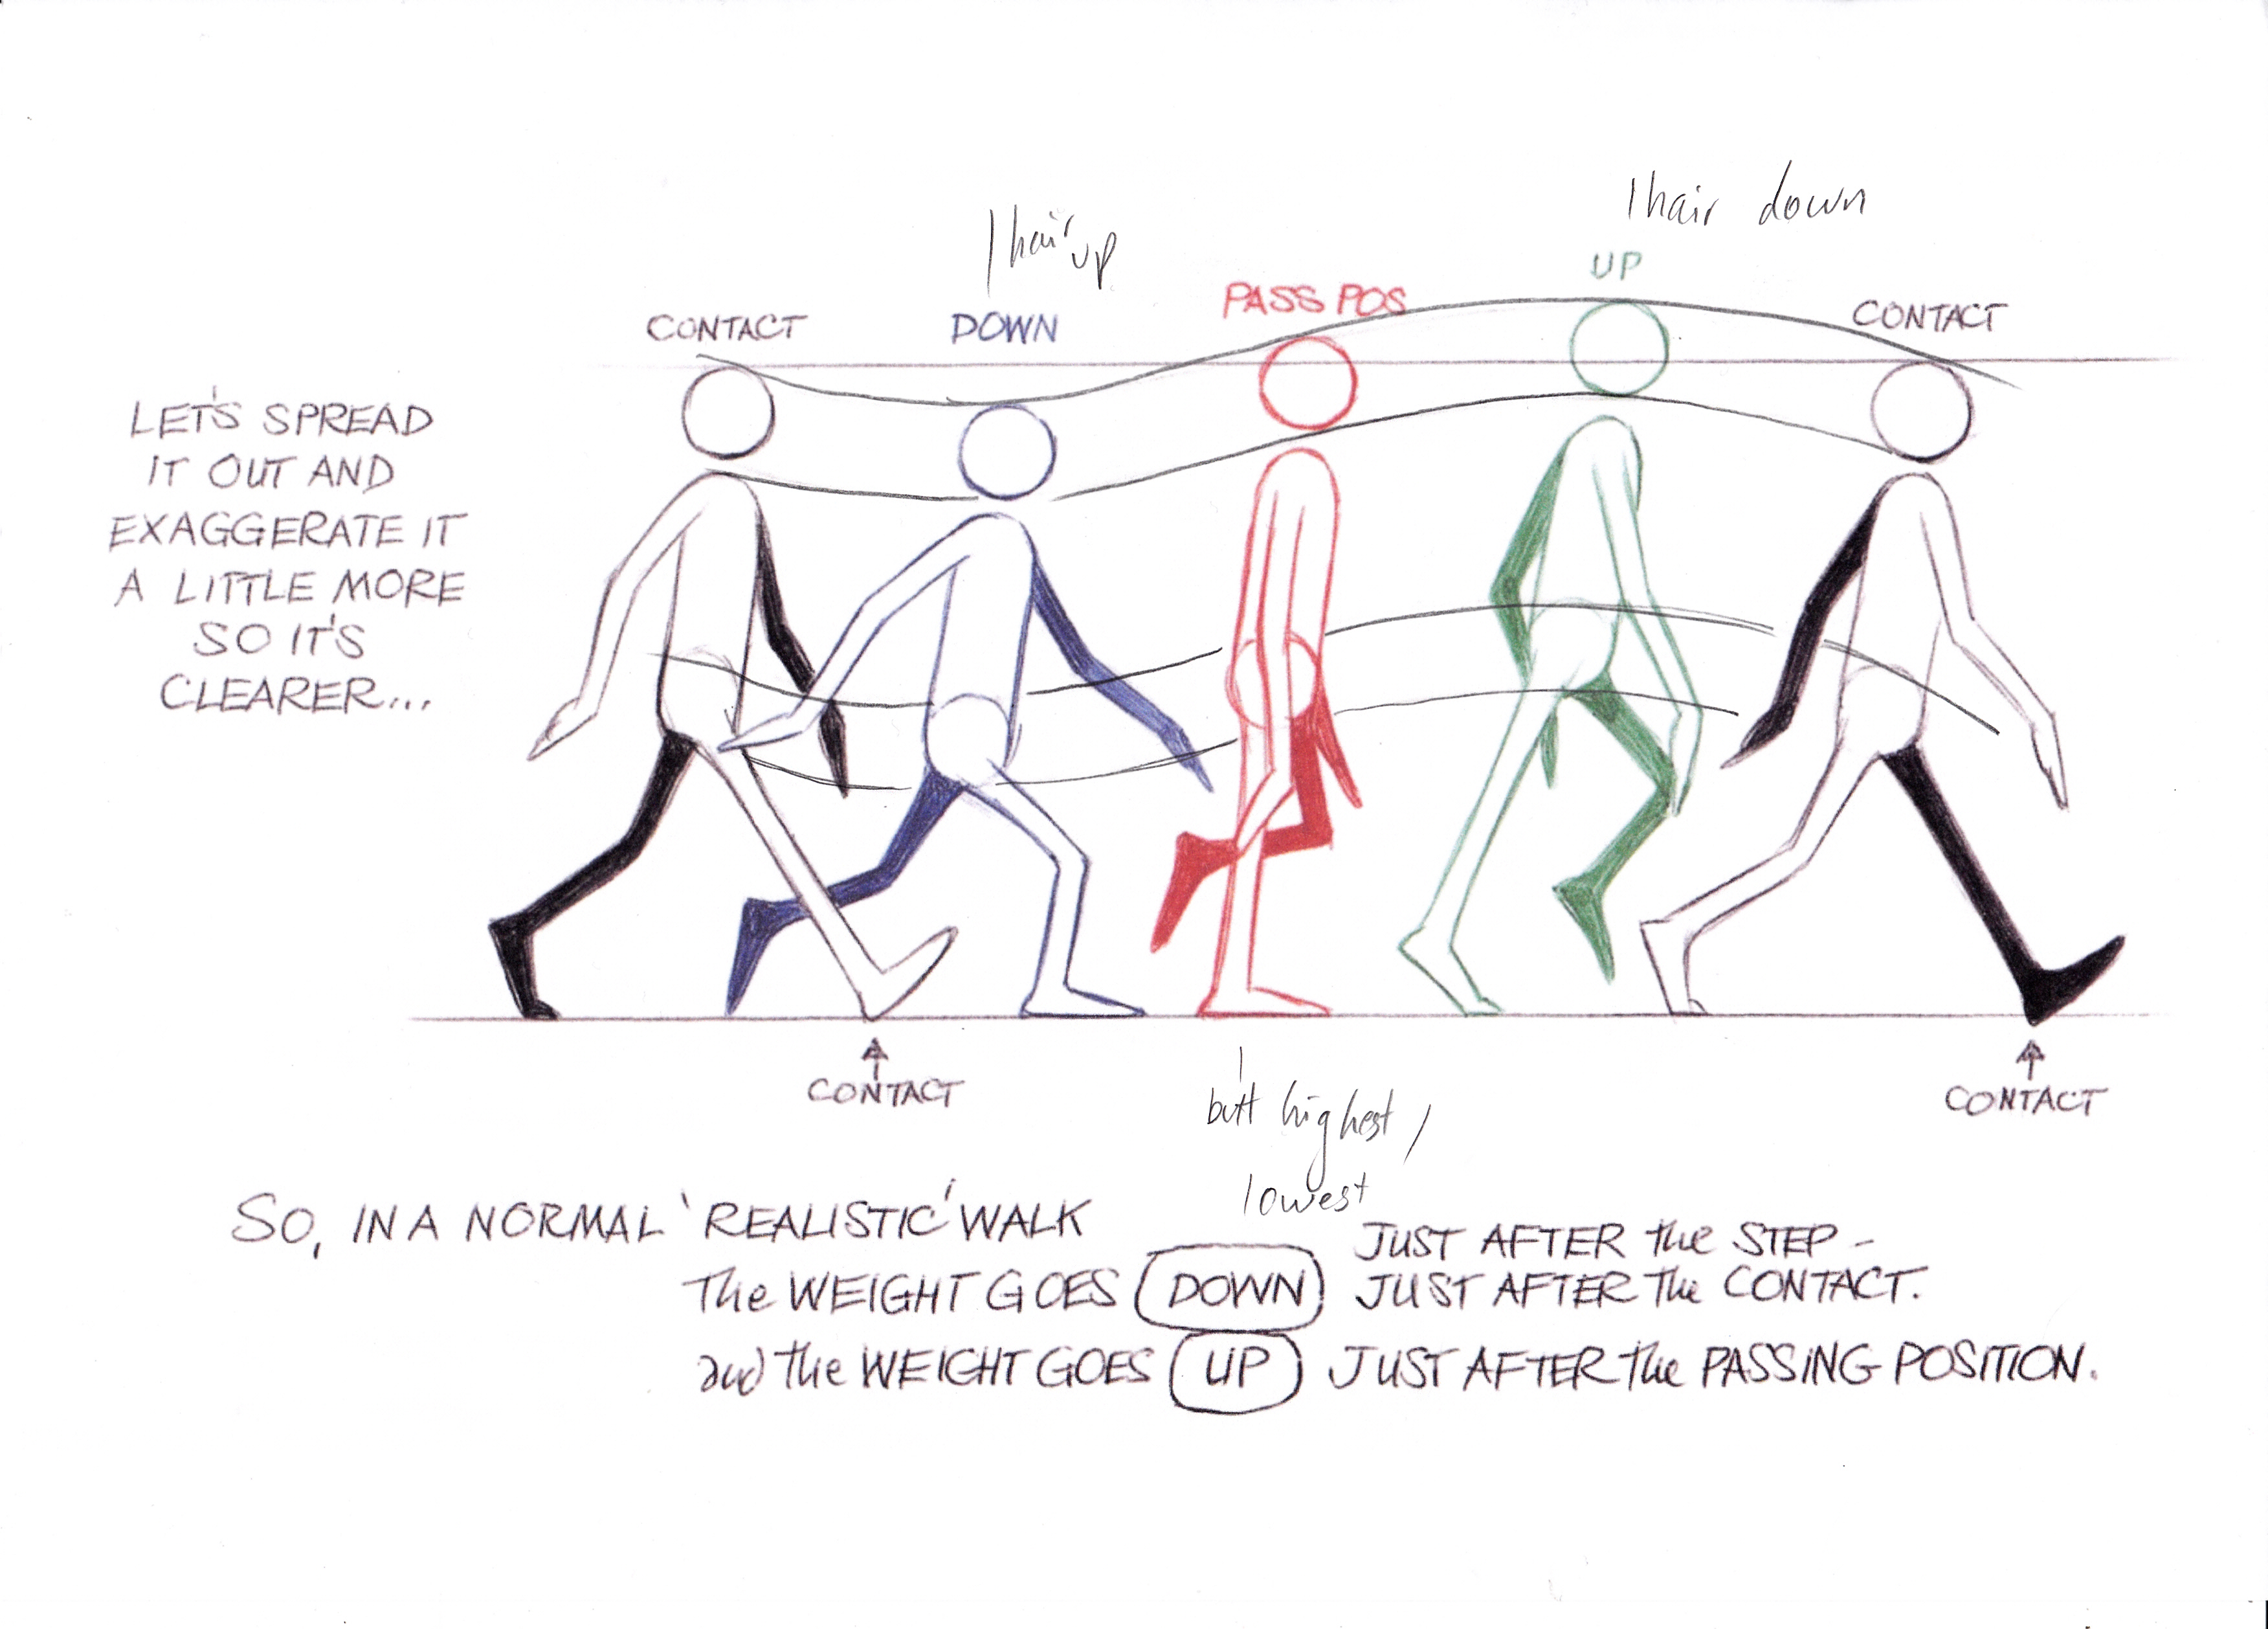 1 hair down
1 hair
up
UP
PASS POS
CONTACT
DOWN
CONTACT
LET'S SPREAD
IT OUT AND
EXAGGERATE IT
A LITTLE MORE
SO IT'S
CLEARER...
CONTACT
CONTACT
butt highest /
lowest
SO, IN A NORMAL 'REALISTIC' WALK
JUST AFTER the STEP –
The WEIGHT GOES DOWN JUST AFTER the CONTACT.
and the WEIGHT GOES UP JUST AFTER the PASSING POSITION.